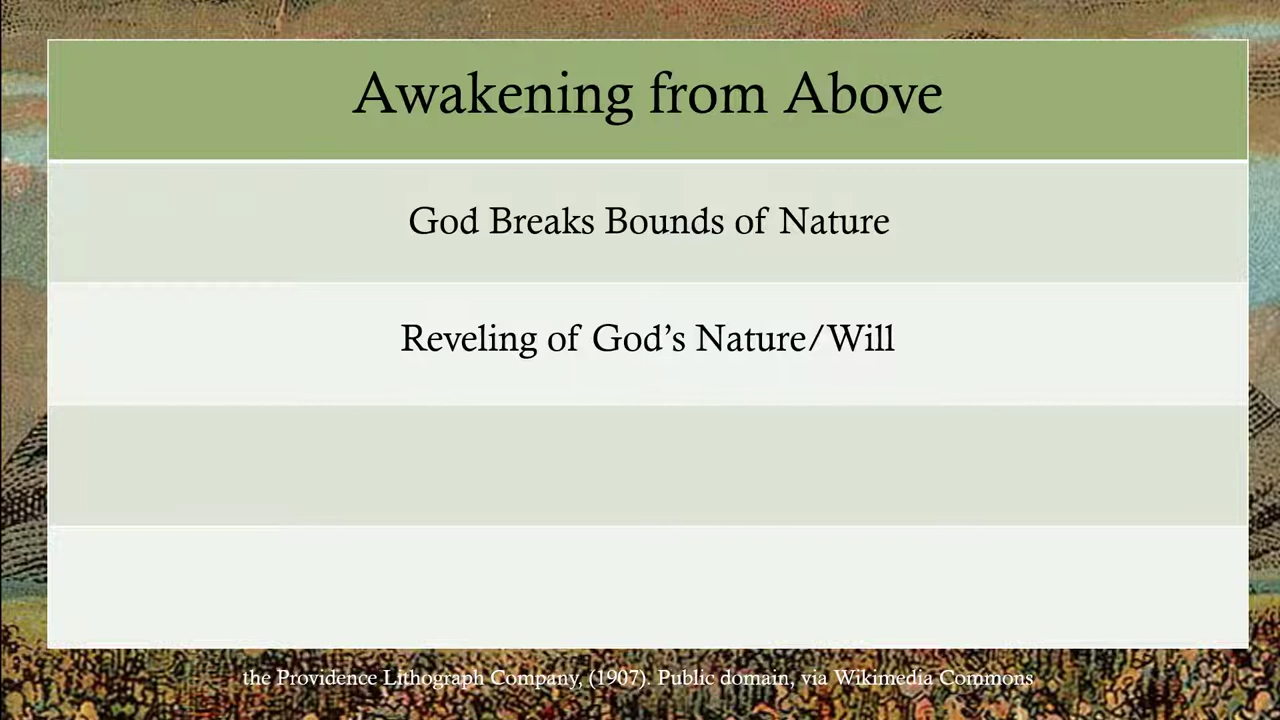 Awakening from Above
God Breaks Bounds of Nature
Reveling of God’s Nature/Will
the Providence Lithograph Company, (1907). Public domain, via Wikimedia Commons